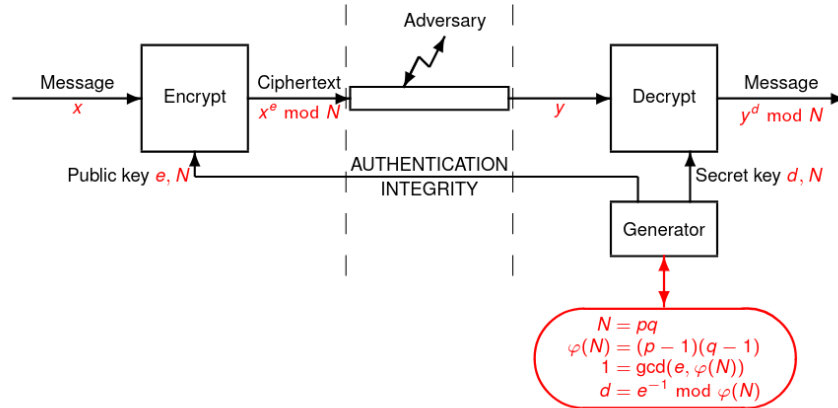 Adversary
Message
x
Encrypt
Ciphertext
x^e mod N
y
Decrypt
Message
y^d mod N
Public key e, N
AUTHENTICATION
INTEGRITY
Secret key d, N
Generator
N = pq
φ(N) = (p − 1)(q − 1)
1 = gcd(e, φ(N))
d = e^−1 mod φ(N)